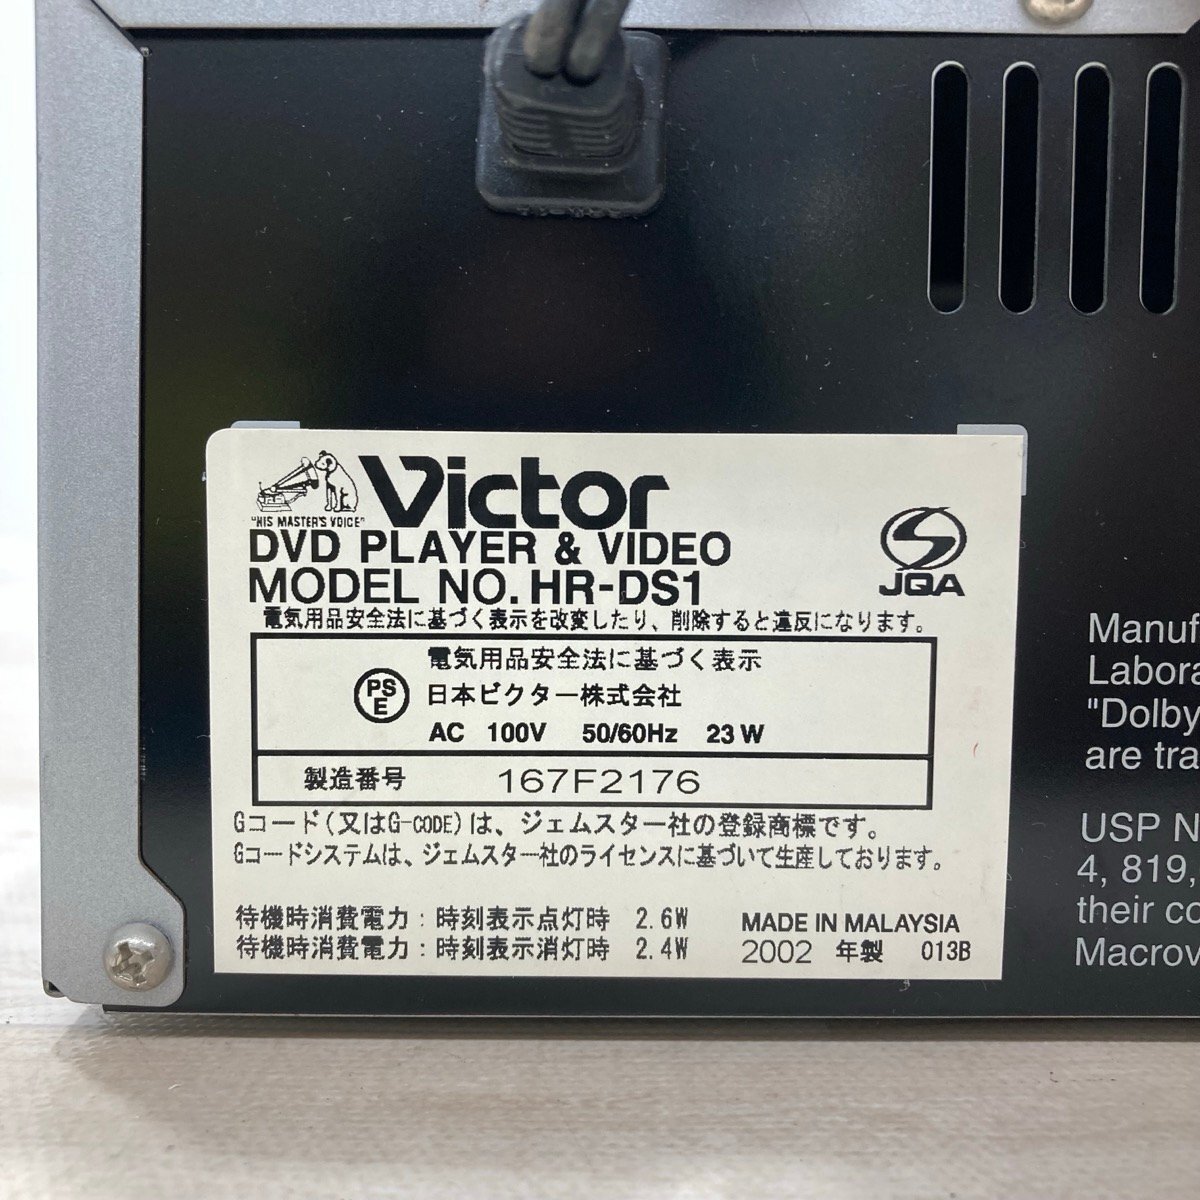 "HIS MASTER'S VOICE"
Victor
DVD PLAYER & VIDEO
MODEL NO. HR-DS1
JQA
電気用品安全法に基づく表示を改変したり、削除すると違反になります。
電気用品安全法に基づく表示
PS E
日本ビクター株式会社
AC 100V 50/60Hz 23W
製造番号 167F2176
Gコード(又はG-CODE)は、ジェムスター社の登録商標です。
Gコードシステムは、ジェムスター社のライセンスに基づいて生産しております。
待機時消費電力:時刻表示点灯時 2.6W
待機時消費電力:時刻表示消灯時 2.4W
MADE IN MALAYSIA
2002 年製 013B
Manuf
Labora
"Dolby
are tra
USP N
4, 819,
their co
Macrov